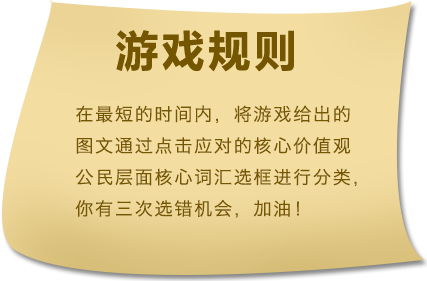 游戏规则
在最短的时间内，将游戏给出的
图文通过点击应对的核心价值观
公民层面核心词汇选框进行分类，
你有三次选错机会，加油！